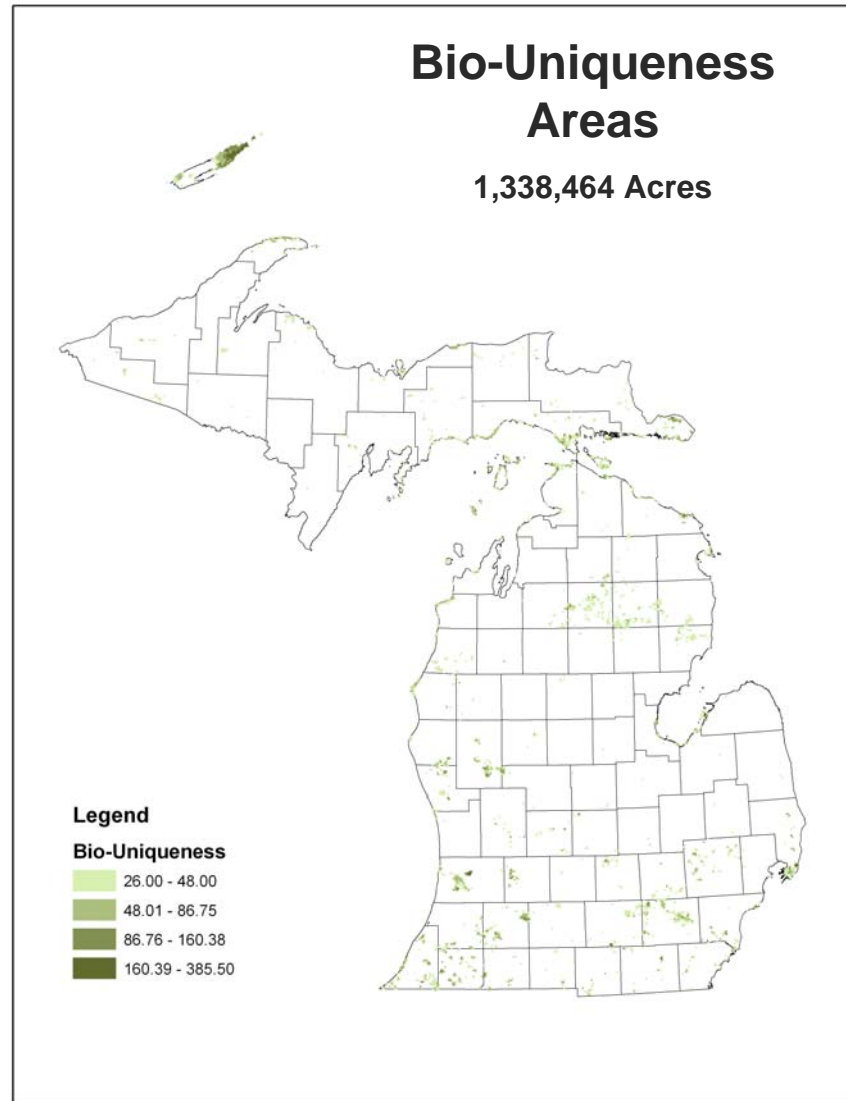 Bio-Uniqueness
Areas
1,338,464 Acres
Legend
Bio-Uniqueness
26.00 - 48.00
48.01 - 86.75
86.76 - 160.38
160.39 - 385.50